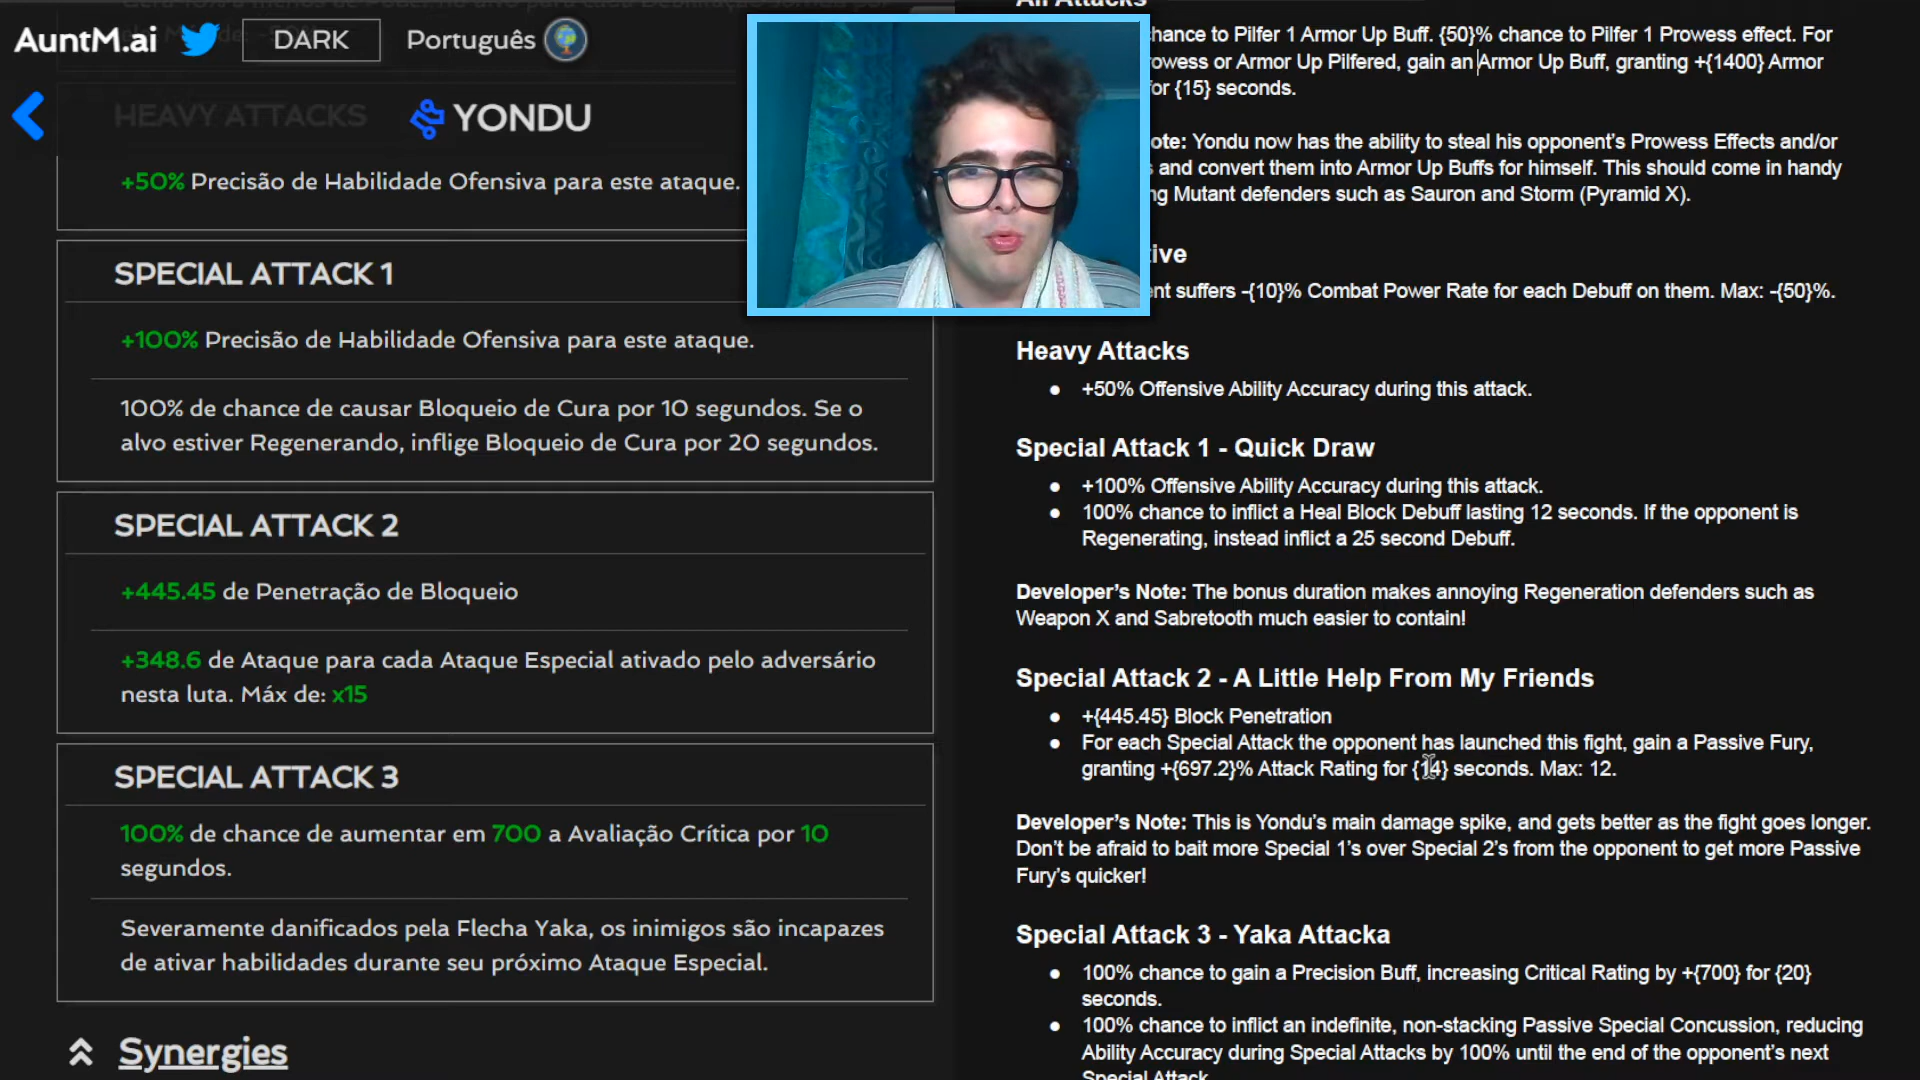 AuntM.ai
DARK
Português
HEAVY ATTACKS
YONDU
+50% Precisão de Habilidade Ofensiva para este ataque.
SPECIAL ATTACK 1
+100% Precisão de Habilidade Ofensiva para este ataque.
100% de chance de causar Bloqueio de Cura por 10 segundos. Se o
alvo estiver Regenerando, inflige Bloqueio de Cura por 20 segundos.
SPECIAL ATTACK 2
+445.45 de Penetração de Bloqueio
+348.6 de Ataque para cada Ataque Especial ativado pelo adversário
nesta luta. Máx de: x15
SPECIAL ATTACK 3
100% de chance de aumentar em 700 a Avaliação Crítica por 10
segundos.
Severamente danificados pela Flecha Yaka, os inimigos são incapazes
de ativar habilidades durante seu próximo Ataque Especial.
Synergies
All Attacks
chance to Pilfer 1 Armor Up Buff. {50}% chance to Pilfer 1 Prowess effect. For
rowess or Armor Up Pilfered, gain an Armor Up Buff, granting +{1400} Armor
for {15} seconds.
ote: Yondu now has the ability to steal his opponent's Prowess Effects and/or
s and convert them into Armor Up Buffs for himself. This should come in handy
ng Mutant defenders such as Sauron and Storm (Pyramid X).
tive
nt suffers -{10}% Combat Power Rate for each Debuff on them. Max: -{50}%.
Heavy Attacks
● +50% Offensive Ability Accuracy during this attack.
Special Attack 1 - Quick Draw
● +100% Offensive Ability Accuracy during this attack.
● 100% chance to inflict a Heal Block Debuff lasting 12 seconds. If the opponent is
Regenerating, instead inflict a 25 second Debuff.
Developer's Note: The bonus duration makes annoying Regeneration defenders such as
Weapon X and Sabretooth much easier to contain!
Special Attack 2 - A Little Help From My Friends
● +{445.45} Block Penetration
● For each Special Attack the opponent has launched this fight, gain a Passive Fury,
granting +{697.2}% Attack Rating for {14} seconds. Max: 12.
Developer's Note: This is Yondu's main damage spike, and gets better as the fight goes longer.
Don't be afraid to bait more Special 1's over Special 2's from the opponent to get more Passive
Fury's quicker!
Special Attack 3 - Yaka Attacka
● 100% chance to gain a Precision Buff, increasing Critical Rating by +{700} for {20}
seconds.
● 100% chance to inflict an indefinite, non-stacking Passive Special Concussion, reducing
Ability Accuracy during Special Attacks by 100% until the end of the opponent's next
Special Attack